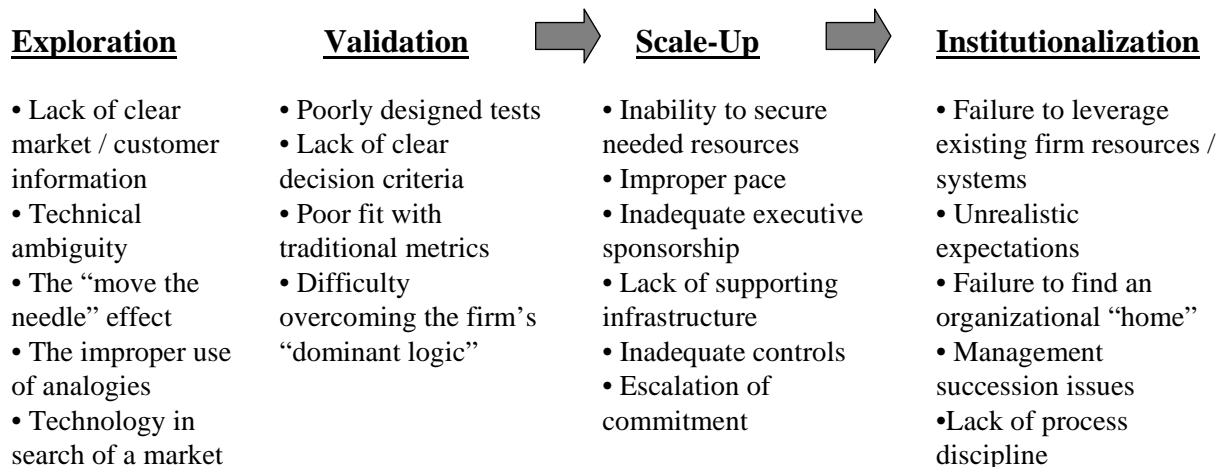 Exploration
• Lack of clear
market / customer
information
• Technical
ambiguity
• The “move the
needle” effect
• The improper use
of analogies
• Technology in
search of a market
Validation
• Poorly designed tests
• Lack of clear
decision criteria
• Poor fit with
traditional metrics
• Difficulty
overcoming the firm’s
“dominant logic”
Scale-Up
• Inability to secure
needed resources
• Improper pace
• Inadequate executive
sponsorship
• Lack of supporting
infrastructure
• Inadequate controls
• Escalation of
commitment
Institutionalization
• Failure to leverage
existing firm resources /
systems
• Unrealistic
expectations
• Failure to find an
organizational “home”
• Management
succession issues
•Lack of process
discipline